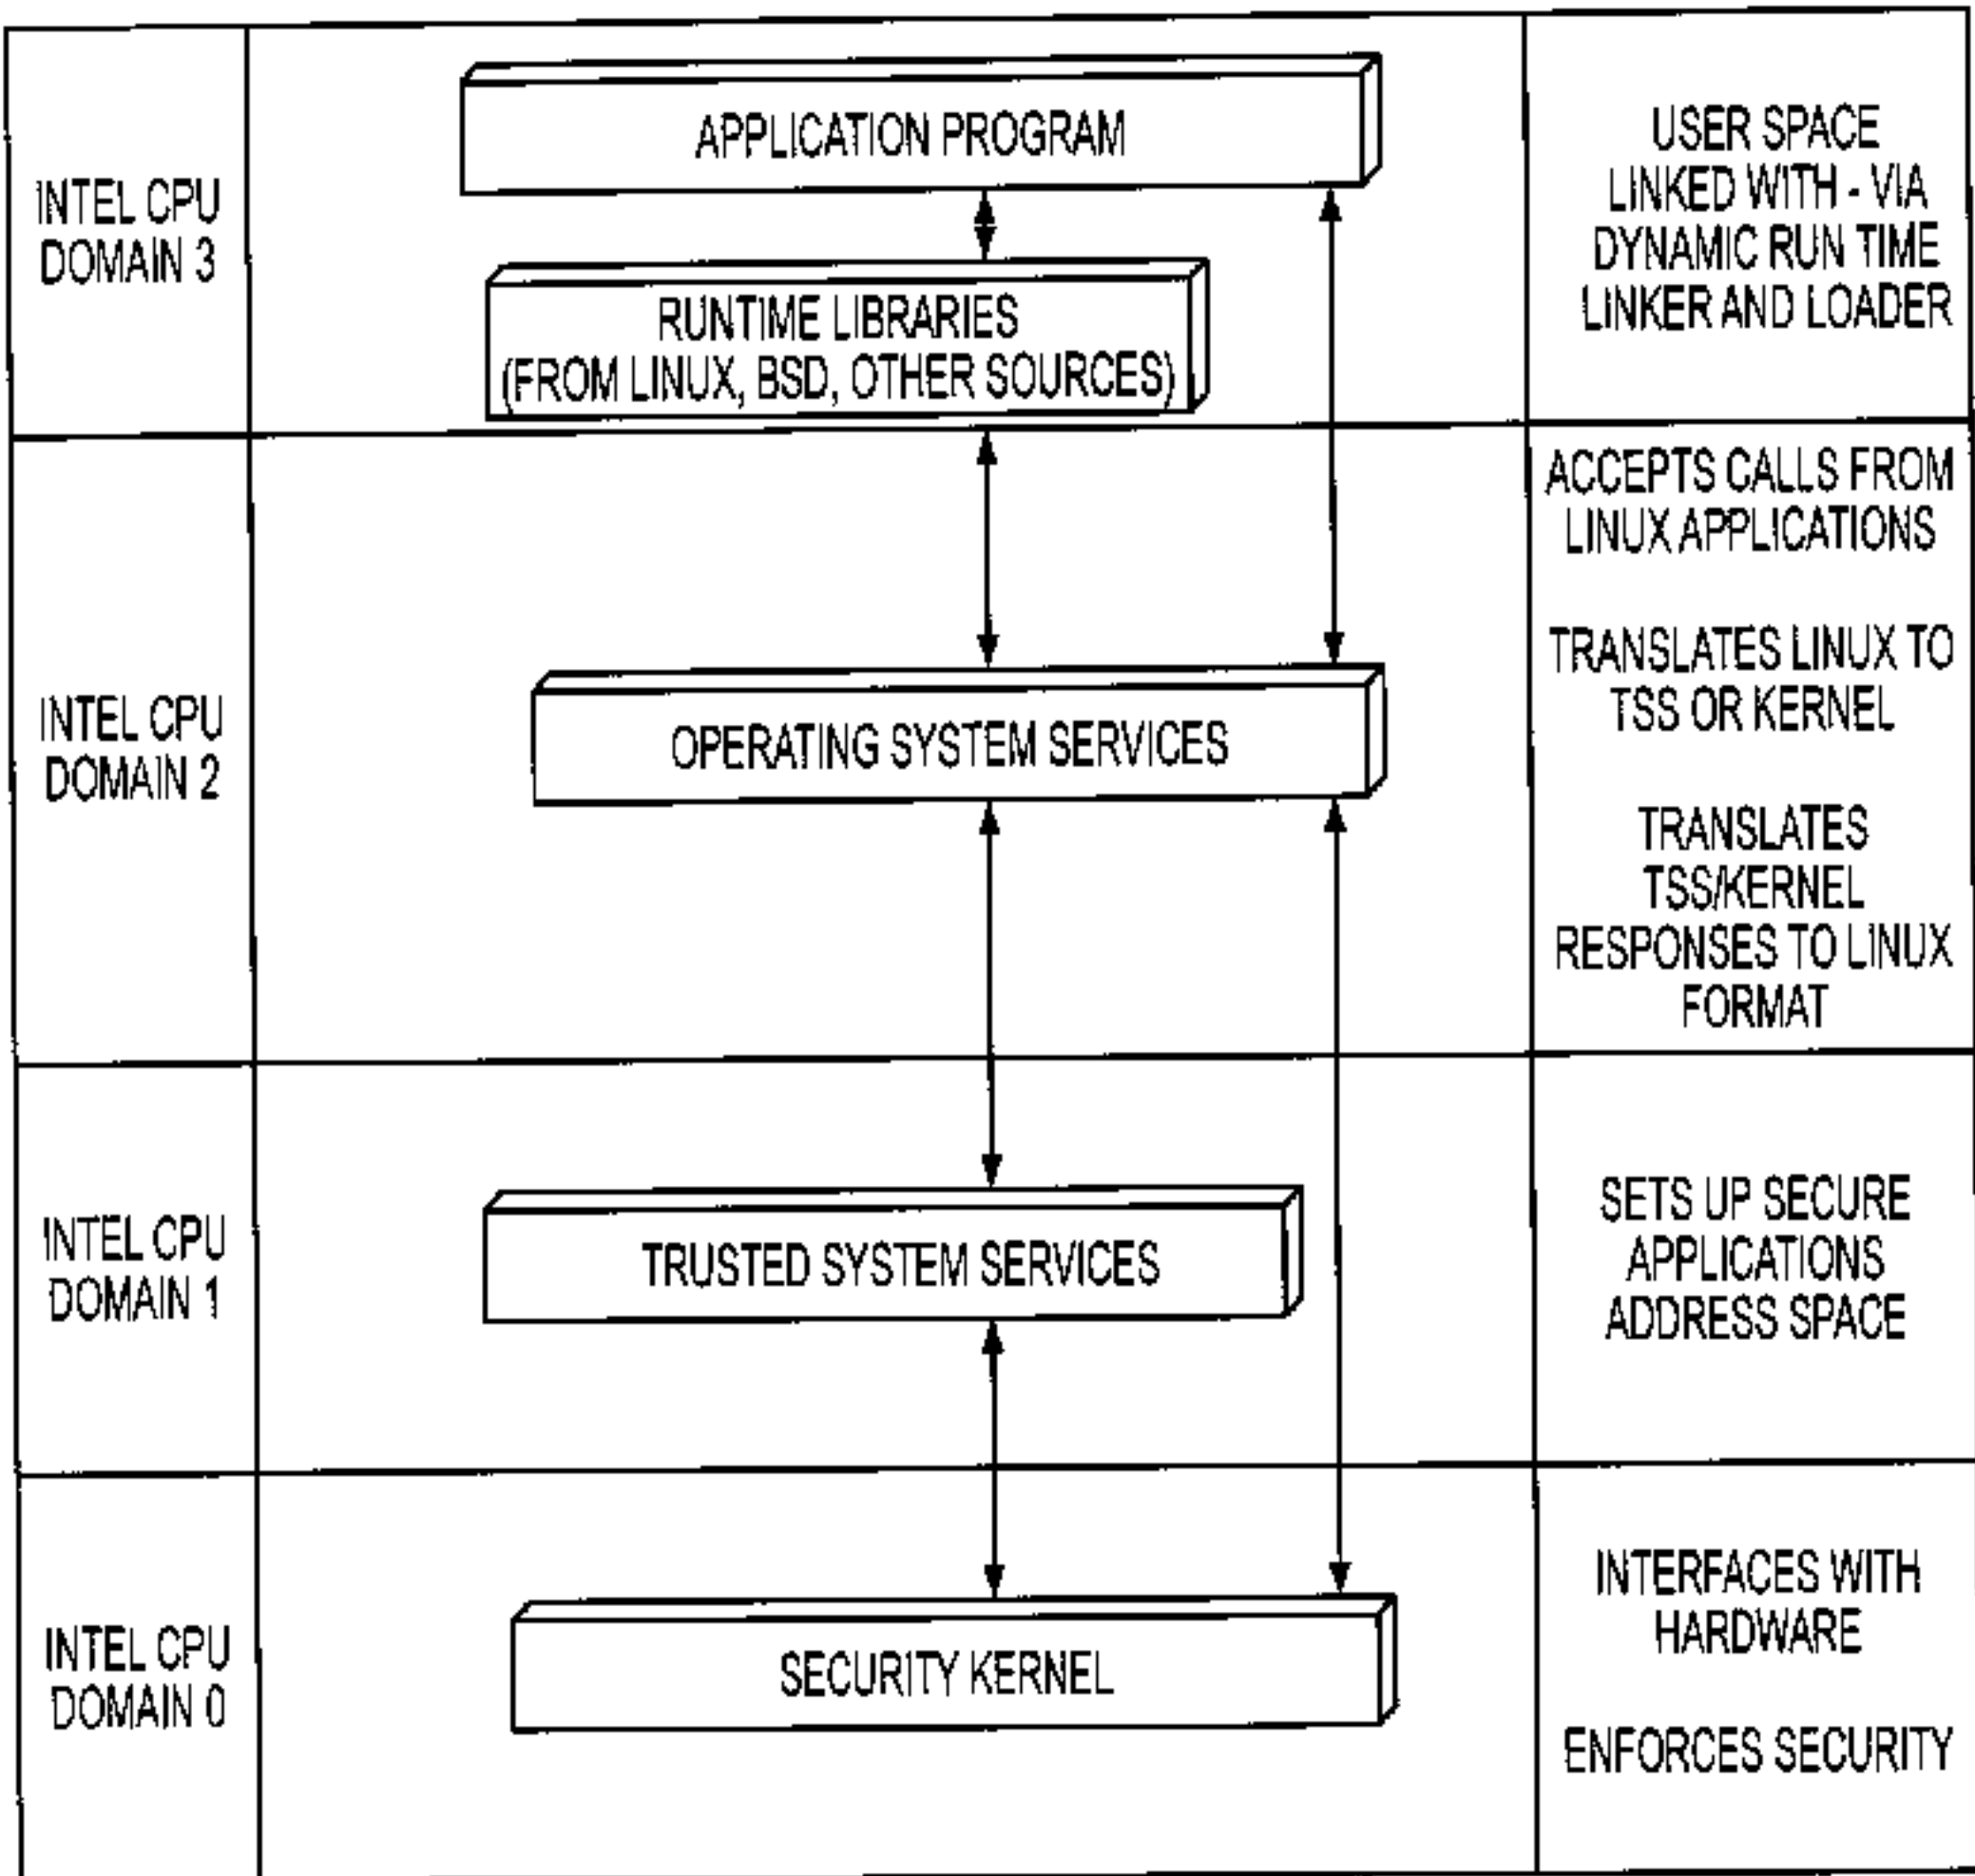 INTEL CPU
DOMAIN 3
APPLICATION PROGRAM
RUNTIME LIBRARIES
(FROM LINUX, BSD, OTHER SOURCES)
USER SPACE
LINKED WITH - VIA
DYNAMIC RUN TIME
LINKER AND LOADER
INTEL CPU
DOMAIN 2
OPERATING SYSTEM SERVICES
ACCEPTS CALLS FROM
LINUX APPLICATIONS
TRANSLATES LINUX TO
TSS OR KERNEL
TRANSLATES
TSS/KERNEL
RESPONSES TO LINUX
FORMAT
INTEL CPU
DOMAIN 1
TRUSTED SYSTEM SERVICES
SETS UP SECURE
APPLICATIONS
ADDRESS SPACE
INTEL CPU
DOMAIN 0
SECURITY KERNEL
INTERFACES WITH
HARDWARE
ENFORCES SECURITY